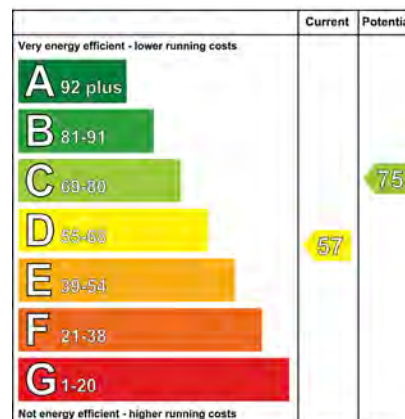 Current Potential
Very energy efficient - lower running costs
A 92 plus
B 81-91
C 69-80
75
D 55-68
57
E 39-54
F 21-38
G 1-20
Not energy efficient - higher running costs